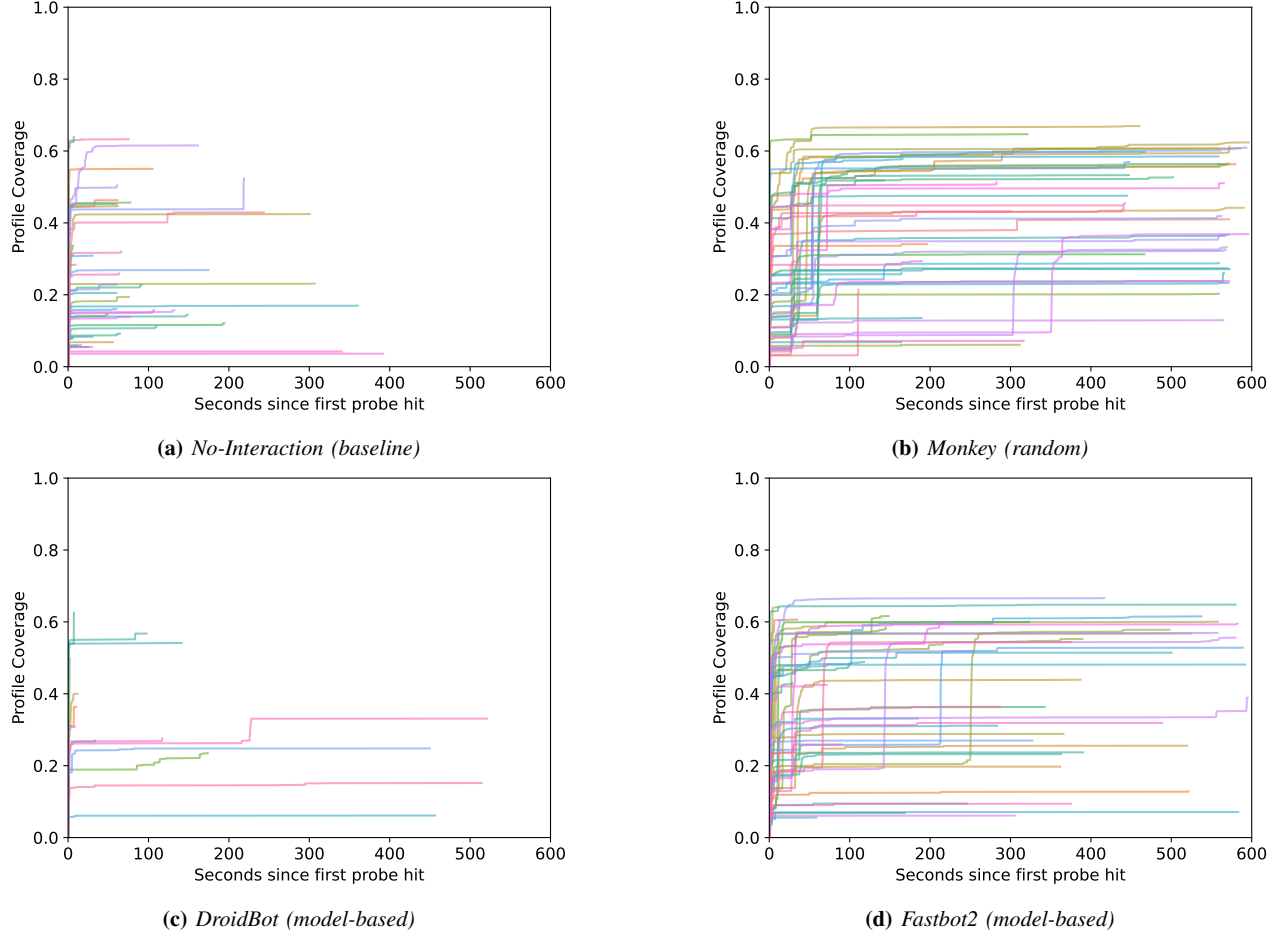 1.0
0.8
0.6
0.4
0.2
0.0
Profile Coverage
0 100 200 300 400 500 600
Seconds since first probe hit
(a) No-Interaction (baseline)
1.0
0.8
0.6
0.4
0.2
0.0
Profile Coverage
0 100 200 300 400 500 600
Seconds since first probe hit
(b) Monkey (random)
1.0
0.8
0.6
0.4
0.2
0.0
Profile Coverage
0 100 200 300 400 500 600
Seconds since first probe hit
(c) DroidBot (model-based)
1.0
0.8
0.6
0.4
0.2
0.0
Profile Coverage
0 100 200 300 400 500 600
Seconds since first probe hit
(d) Fastbot2 (model-based)